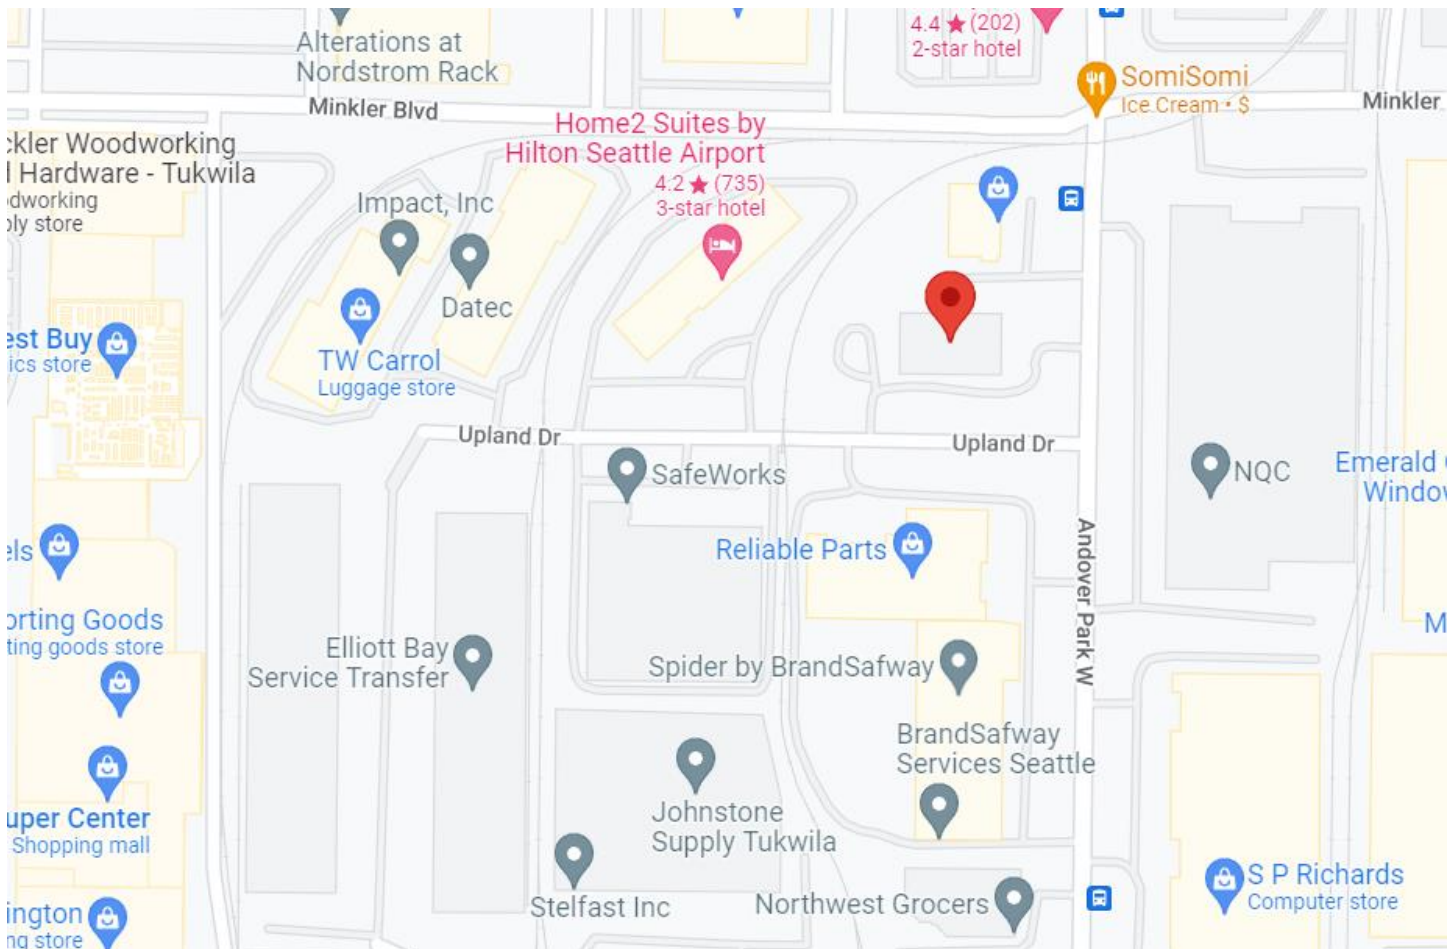 4.4 ★ (202)
2-star hotel
Alterations at
Nordstrom Rack
SomiSomi
Ice Cream • $
Minkler Blvd
Minkler
Home2 Suites by
Hilton Seattle Airport
4.2 ★ (735)
3-star hotel
ckler Woodworking
Hardware - Tukwila
odworking
ply store
Impact, Inc
Datec
TW Carrol
Luggage store
est Buy
ics store
Upland Dr
Upland Dr
SafeWorks
NQC
Emerald
Window
Andover Park W
Reliable Parts
els
orting Goods
ting goods store
M
Elliott Bay
Service Transfer
Spider by BrandSafway
BrandSafway
Services Seattle
uper Center
Shopping mall
Johnstone
Supply Tukwila
S P Richards
Computer store
Stelfast Inc
Northwest Grocers
ington
ng store